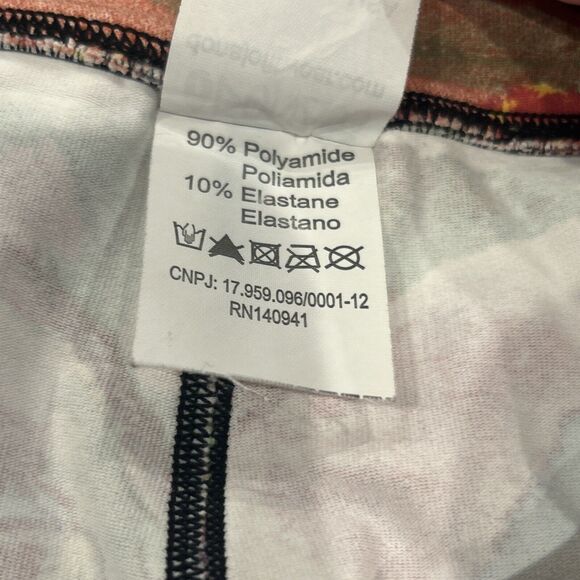 90% Polyamide
Poliamida
10% Elastane
Elastano
CNPJ: 17.959.096/0001-12
RN140941